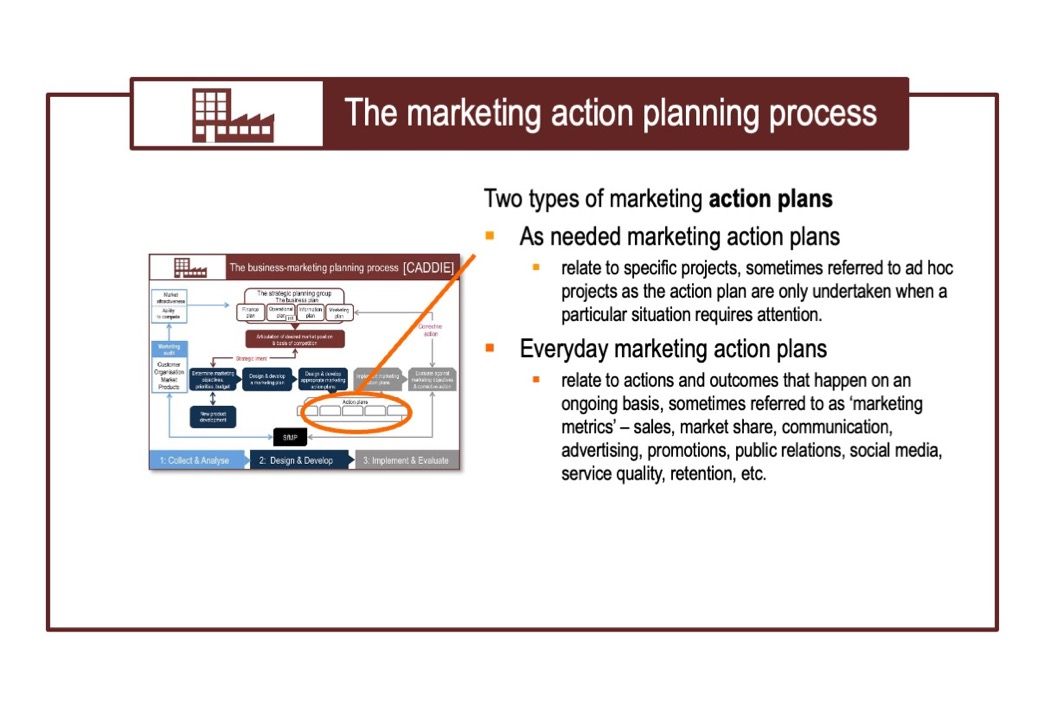 The marketing action planning process
Two types of marketing action plans
▪ As needed marketing action plans
▪ relate to specific projects, sometimes referred to ad hoc
projects as the action plan are only undertaken when a
particular situation requires attention.
▪ Everyday marketing action plans
▪ relate to actions and outcomes that happen on an
ongoing basis, sometimes referred to as ‘marketing
metrics’ – sales, market share, communication,
advertising, promotions, public relations, social media,
service quality, retention, etc.
The business-marketing planning process [CADDIE]
Market
attractiveness
Ability
to compete
Marketing
audit
Customer
Organisation
Market
Products
The strategic planning group
The business plan
Finance
plan
Operational
plan
Information
plan
Marketing
plan
Corrective
action
Articulation of desired market position
& basis of competition
Strategic intent
Determine marketing
objectives,
priorities, budget
Design & develop
a marketing plan
Design & develop
appropriate marketing
action plans
Evaluate against
marketing objectives
& corrective action
New product
development
Action plans
SfMP
1: Collect & Analyse
2: Design & Develop
3: Implement & Evaluate